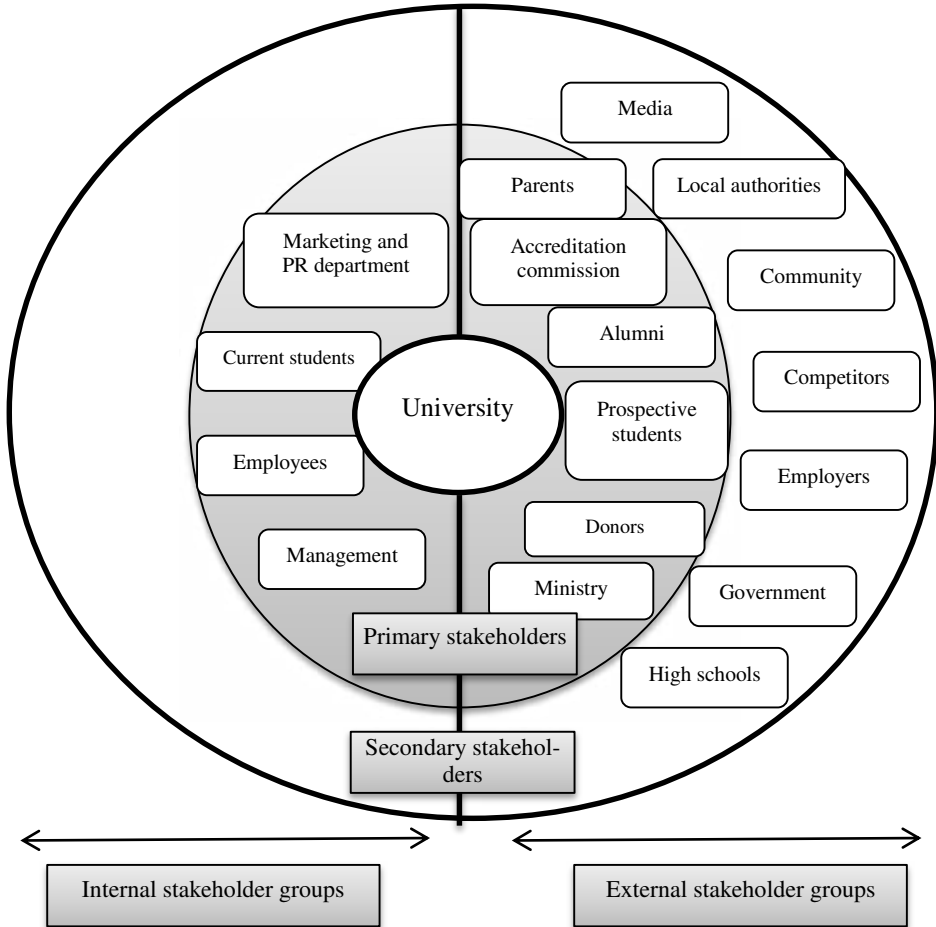 Media
Parents
Local authorities
Marketing and
PR department
Accreditation
commission
Community
Alumni
Current students
Competitors
University
Prospective
students
Employees
Employers
Donors
Management
Ministry
Government
Primary stakeholders
High schools
Secondary stakehol-
ders
Internal stakeholder groups
External stakeholder groups